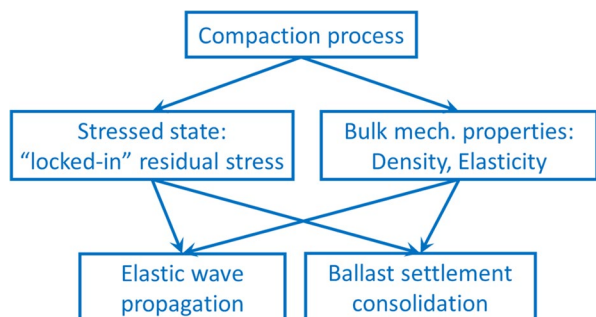 Compaction process
Stressed state:
“locked-in” residual stress
Bulk mech. properties:
Density, Elasticity
Elastic wave
propagation
Ballast settlement
consolidation